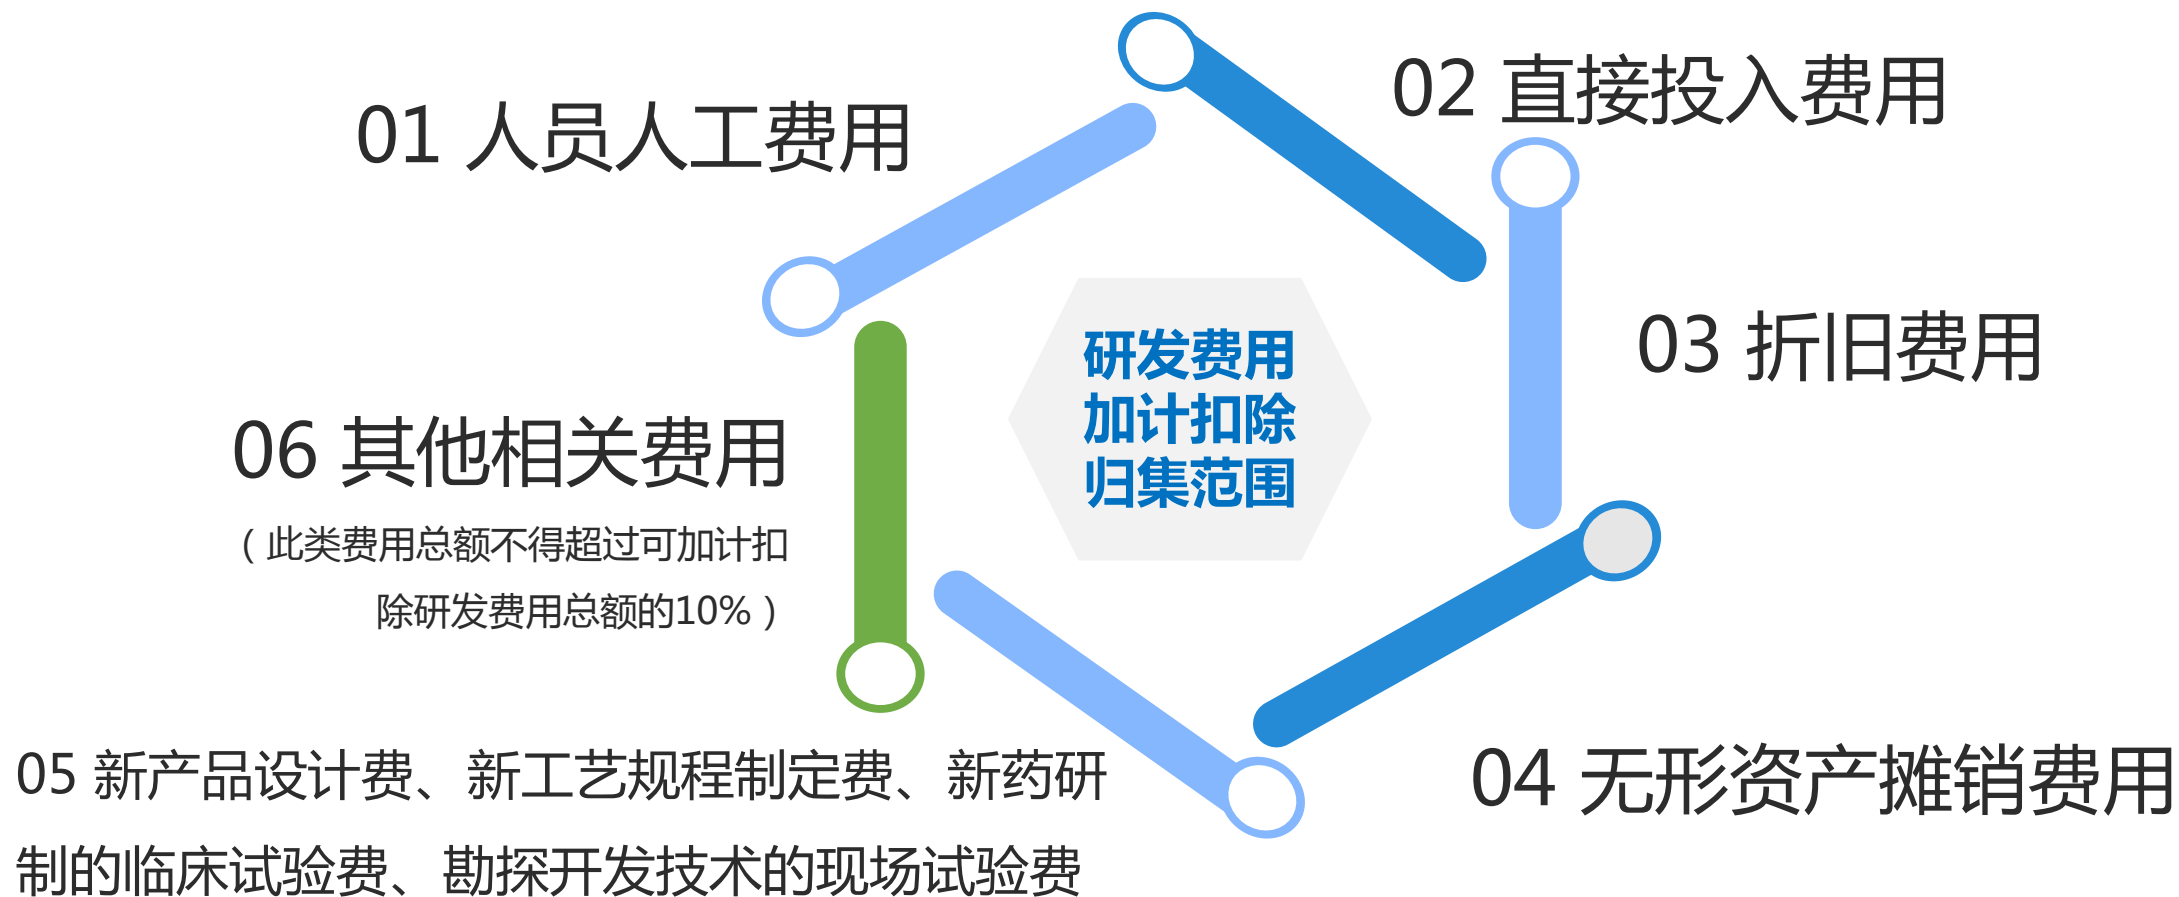 01 人员人工费用
02 直接投入费用
03 折旧费用
研发费用
加计扣除
归集范围
06 其他相关费用
（此类费用总额不得超过可加计扣
除研发费用总额的10%）
04 无形资产摊销费用
05 新产品设计费、新工艺规程制定费、新药研
制的临床试验费、勘探开发技术的现场试验费